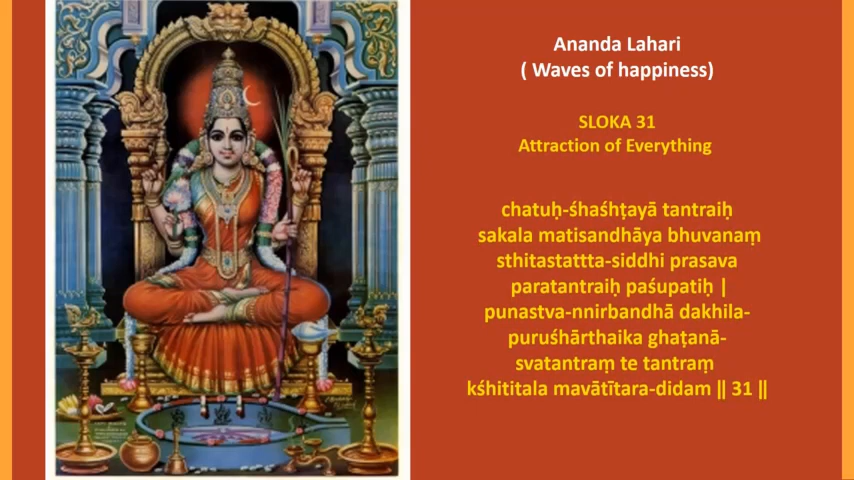 Ananda Lahari
( Waves of happiness)
SLOKA 31
Attraction of Everything
chatuḥ-śhaśhṭayā tantraiḥ
sakala matisandhāya bhuvanaṃ
sthitastattta-siddhi prasava
paratantraiḥ paśupatiḥ |
punastva-nnirbandhā dakhila-
puruśhārthaika ghaṭanā-
svatantraṃ te tantraṃ
kśhititala mavātītara-didam ‖ 31 ‖